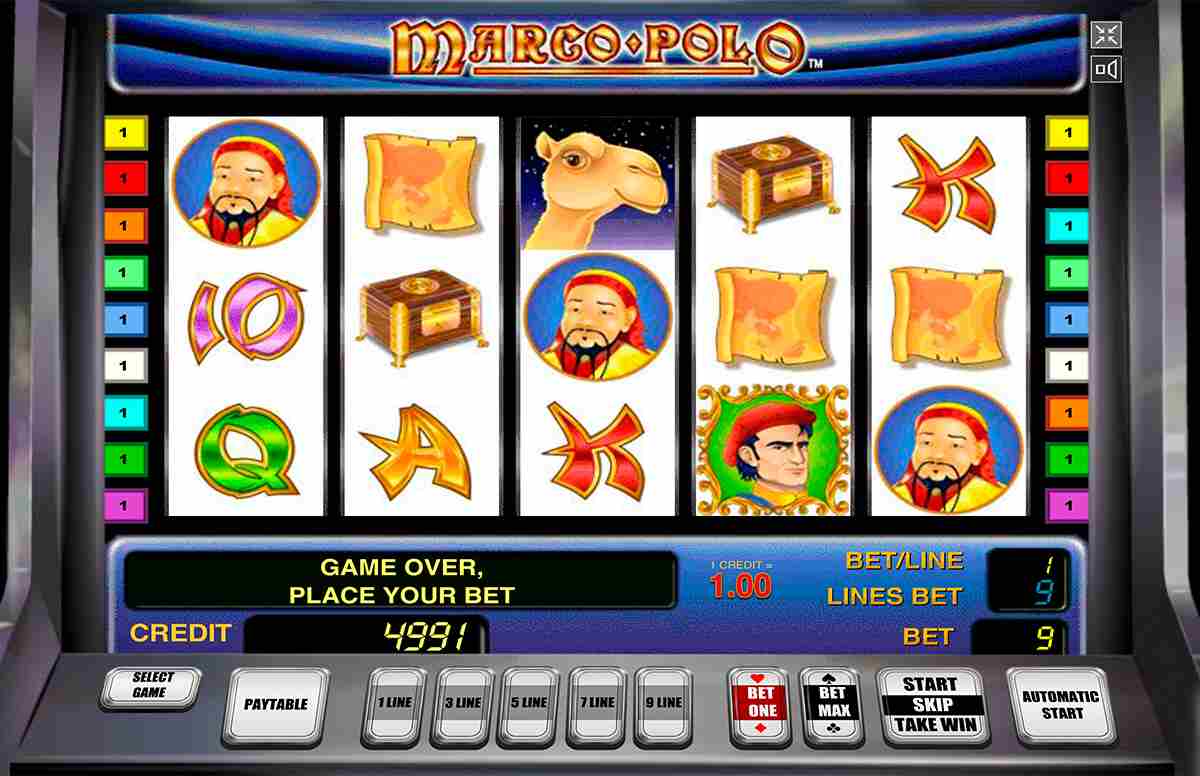 MARCO POLO™
1 1
1 1
1 1
1 1
1 1
1 1
1 1
1 1
1 1
K
10
Q A K
GAME OVER,
PLACE YOUR BET
1 CREDIT =
1.00
BET/LINE 1
LINES BET 9
CREDIT 4991
BET 9
SELECT
GAME
PAYTABLE
1 LINE
3 LINE
5 LINE
7 LINE
9 LINE
BET
ONE
BET
MAX
START
SKIP
TAKE WIN
AUTOMATIC
START